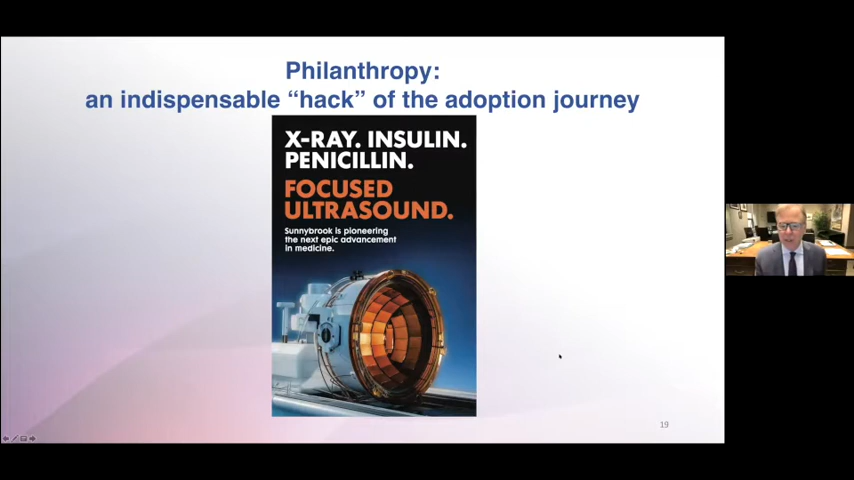 Philanthropy:
an indispensable “hack” of the adoption journey
X-RAY. INSULIN.
PENICILLIN.
FOCUSED
ULTRASOUND.
Sunnybrook is pioneering
the next epic advancement
in medicine.
19